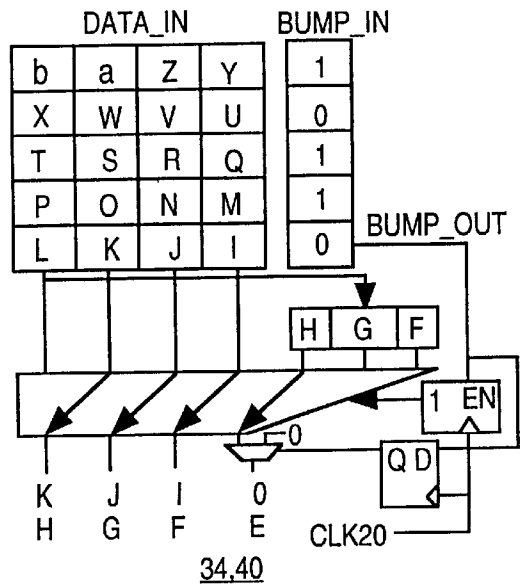 DATA_IN BUMP_IN
b a Z Y 1
X W V U 0
T S R Q 1
P O N M 1
L K J I 0
BUMP_OUT
H G F
1 EN
0
Q D
K J I 0
H G F E
CLK20
34,40